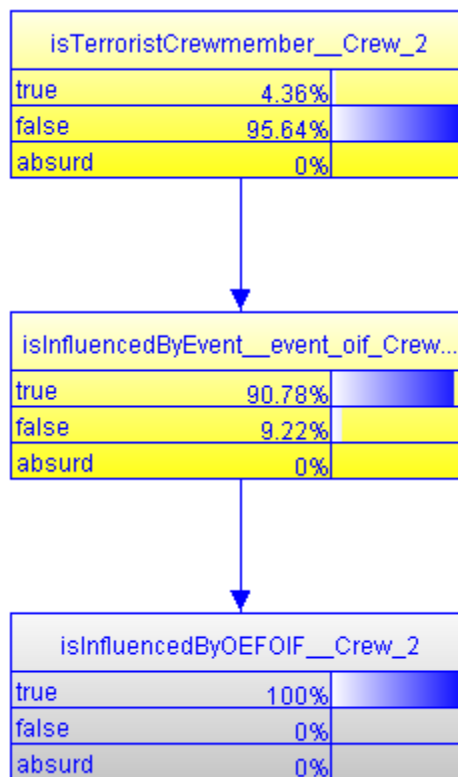 isTerroristCrewmember__Crew_2
true 4.36%
false 95.64%
absurd 0%
isInfluencedByEvent__event_oif_Crew...
true 90.78%
false 9.22%
absurd 0%
isInfluencedByOEFOIF__Crew_2
true 100%
false 0%
absurd 0%